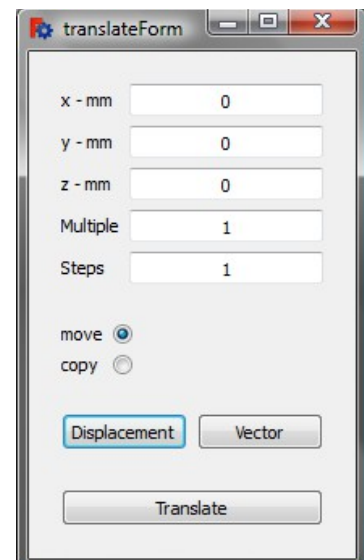 translateForm
x - mm 0
y - mm 0
z - mm 0
Multiple 1
Steps 1
move
copy
Displacement Vector
Translate